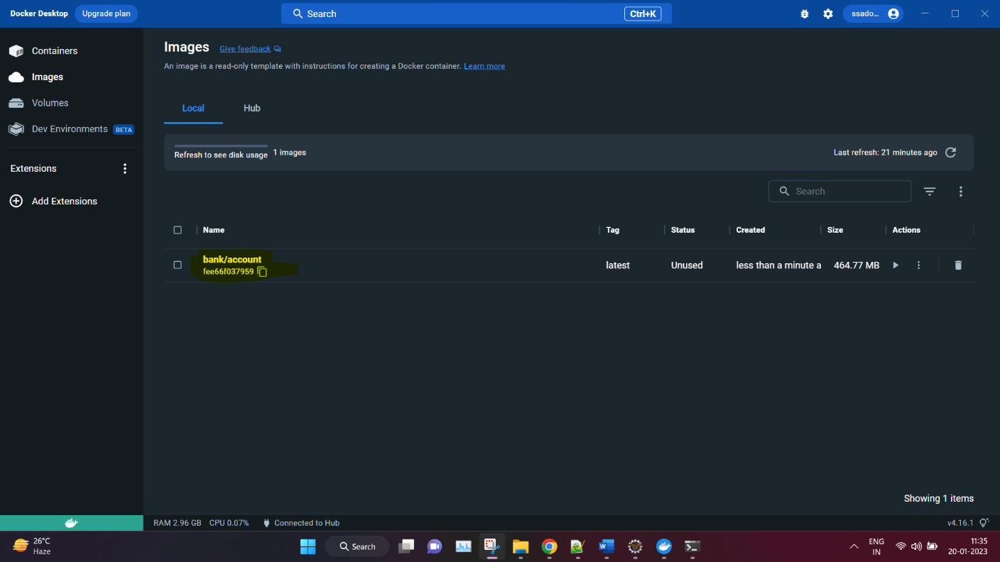 Docker Desktop Upgrade plan Search Ctrl+K ssado...
Containers
Images
Volumes
Dev Environments BETA
Extensions
Add Extensions
Images Give feedback
An image is a read-only template with instructions for creating a Docker container. Learn more
Local Hub
Refresh to see disk usage 1 images Last refresh: 21 minutes ago
Search
Name Tag Status Created Size Actions
bank/account
fee66f037959
latest Unused less than a minute a 464.77 MB
Showing 1 items
RAM 2.96 GB CPU 0.07% Connected to Hub v4.16.1
26°C
Haze
Search
ENG
IN
11:35
20-01-2023